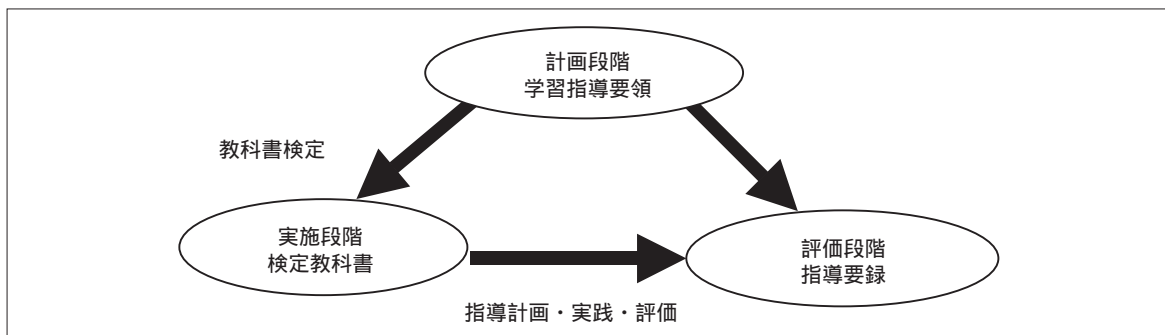 計画段階
学習指導要領
教科書検定
実施段階
検定教科書
評価段階
指導要録
指導計画・実践・評価